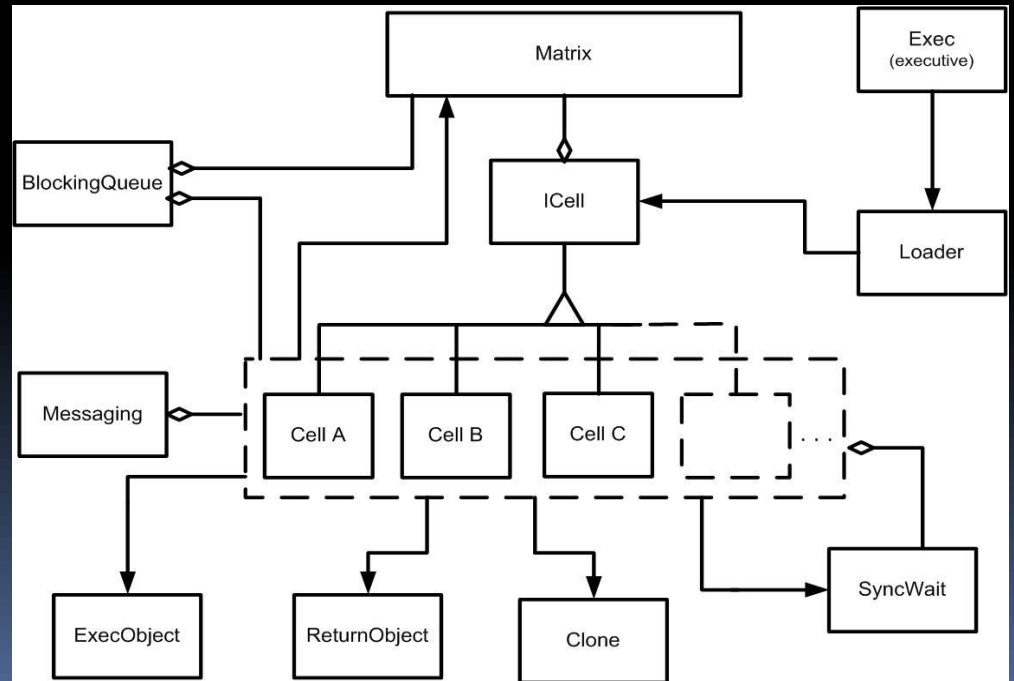 Matrix
Exec
(executive)
BlockingQueue
ICell
Loader
Messaging
Cell A
Cell B
Cell C
. . .
SyncWait
ExecObject
ReturnObject
Clone